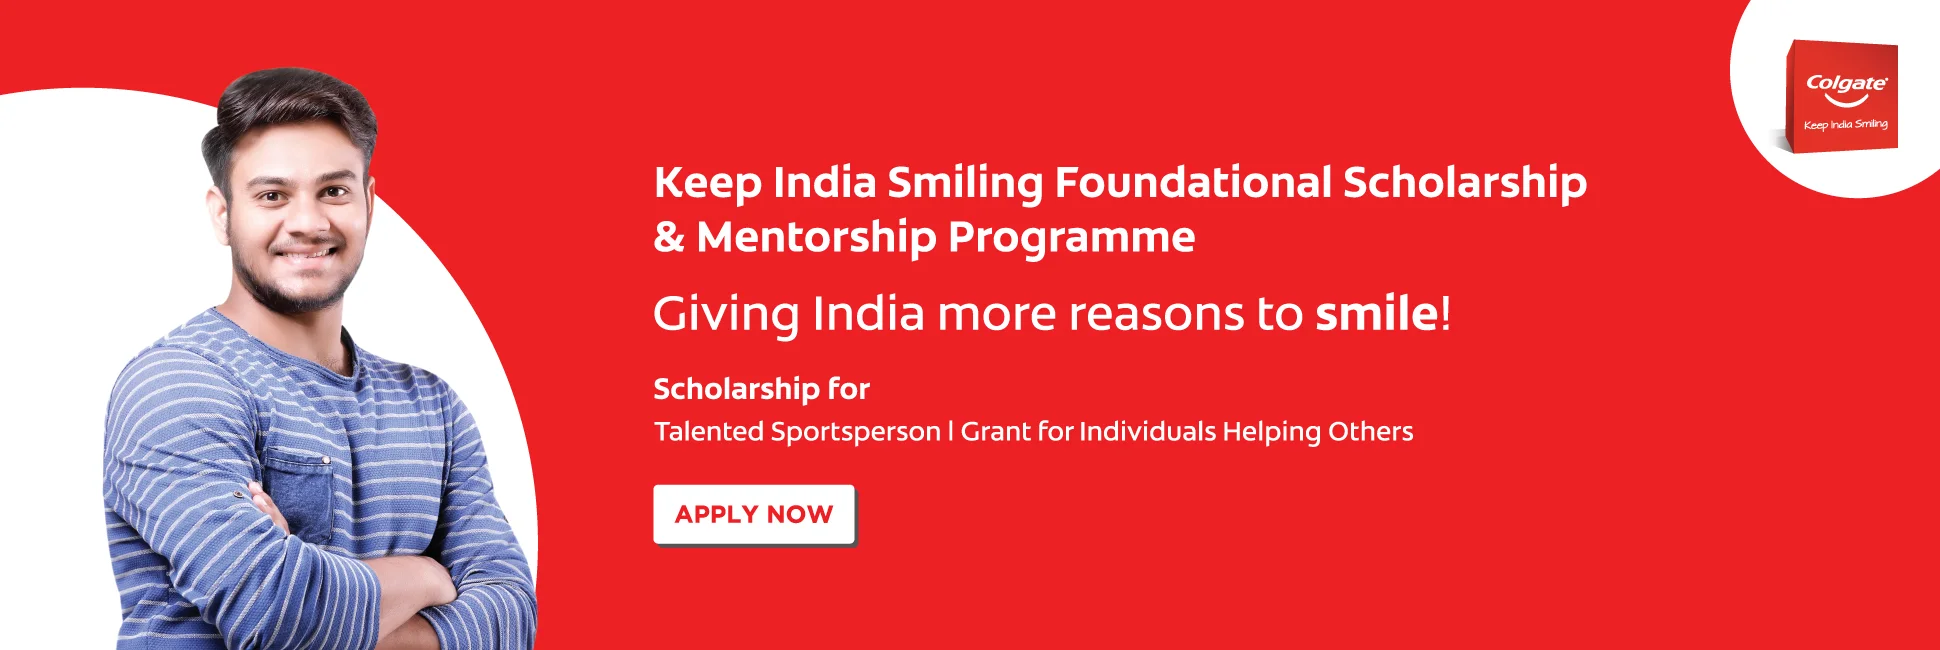 Keep India Smiling Foundational Scholarship
& Mentorship Programme
Giving India more reasons to smile!
Scholarship for
Talented Sportsperson | Grant for Individuals Helping Others
APPLY NOW
Colgate®
Keep India Smiling